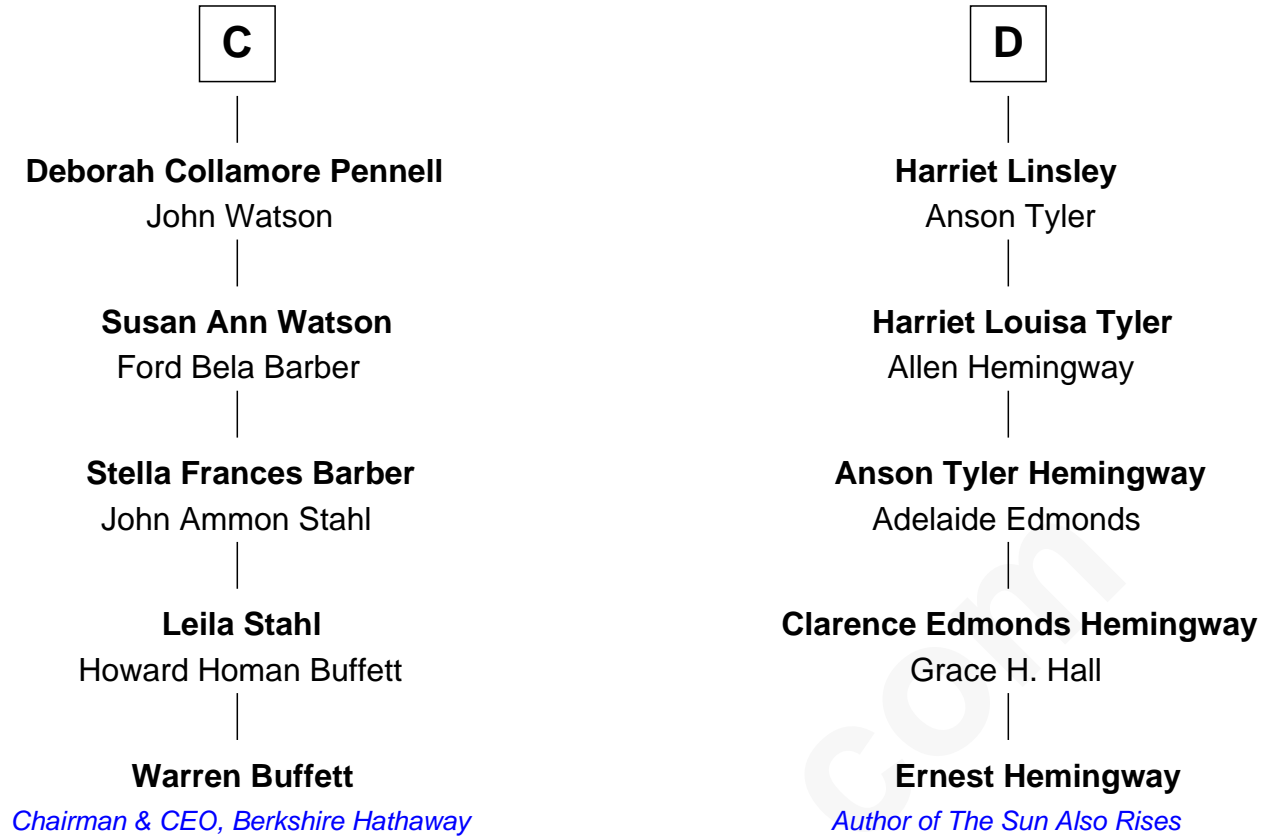 C
Deborah Collamore Pennell
John Watson
Susan Ann Watson
Ford Bela Barber
Stella Frances Barber
John Ammon Stahl
Leila Stahl
Howard Homan Buffett
Warren Buffett
Chairman & CEO, Berkshire Hathaway
D
Harriet Linsley
Anson Tyler
Harriet Louisa Tyler
Allen Hemingway
Anson Tyler Hemingway
Adelaide Edmonds
Clarence Edmonds Hemingway
Grace H. Hall
Ernest Hemingway
Author of The Sun Also Rises
com